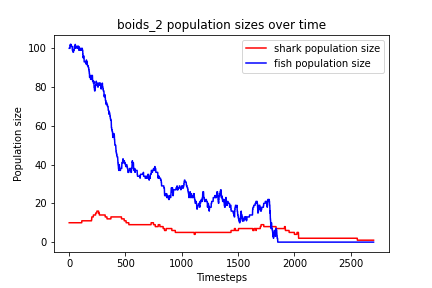 boids_2 population sizes over time
shark population size
fish population size
Population size
100
80
60
40
20
0
0 500 1000 1500 2000 2500
Timesteps